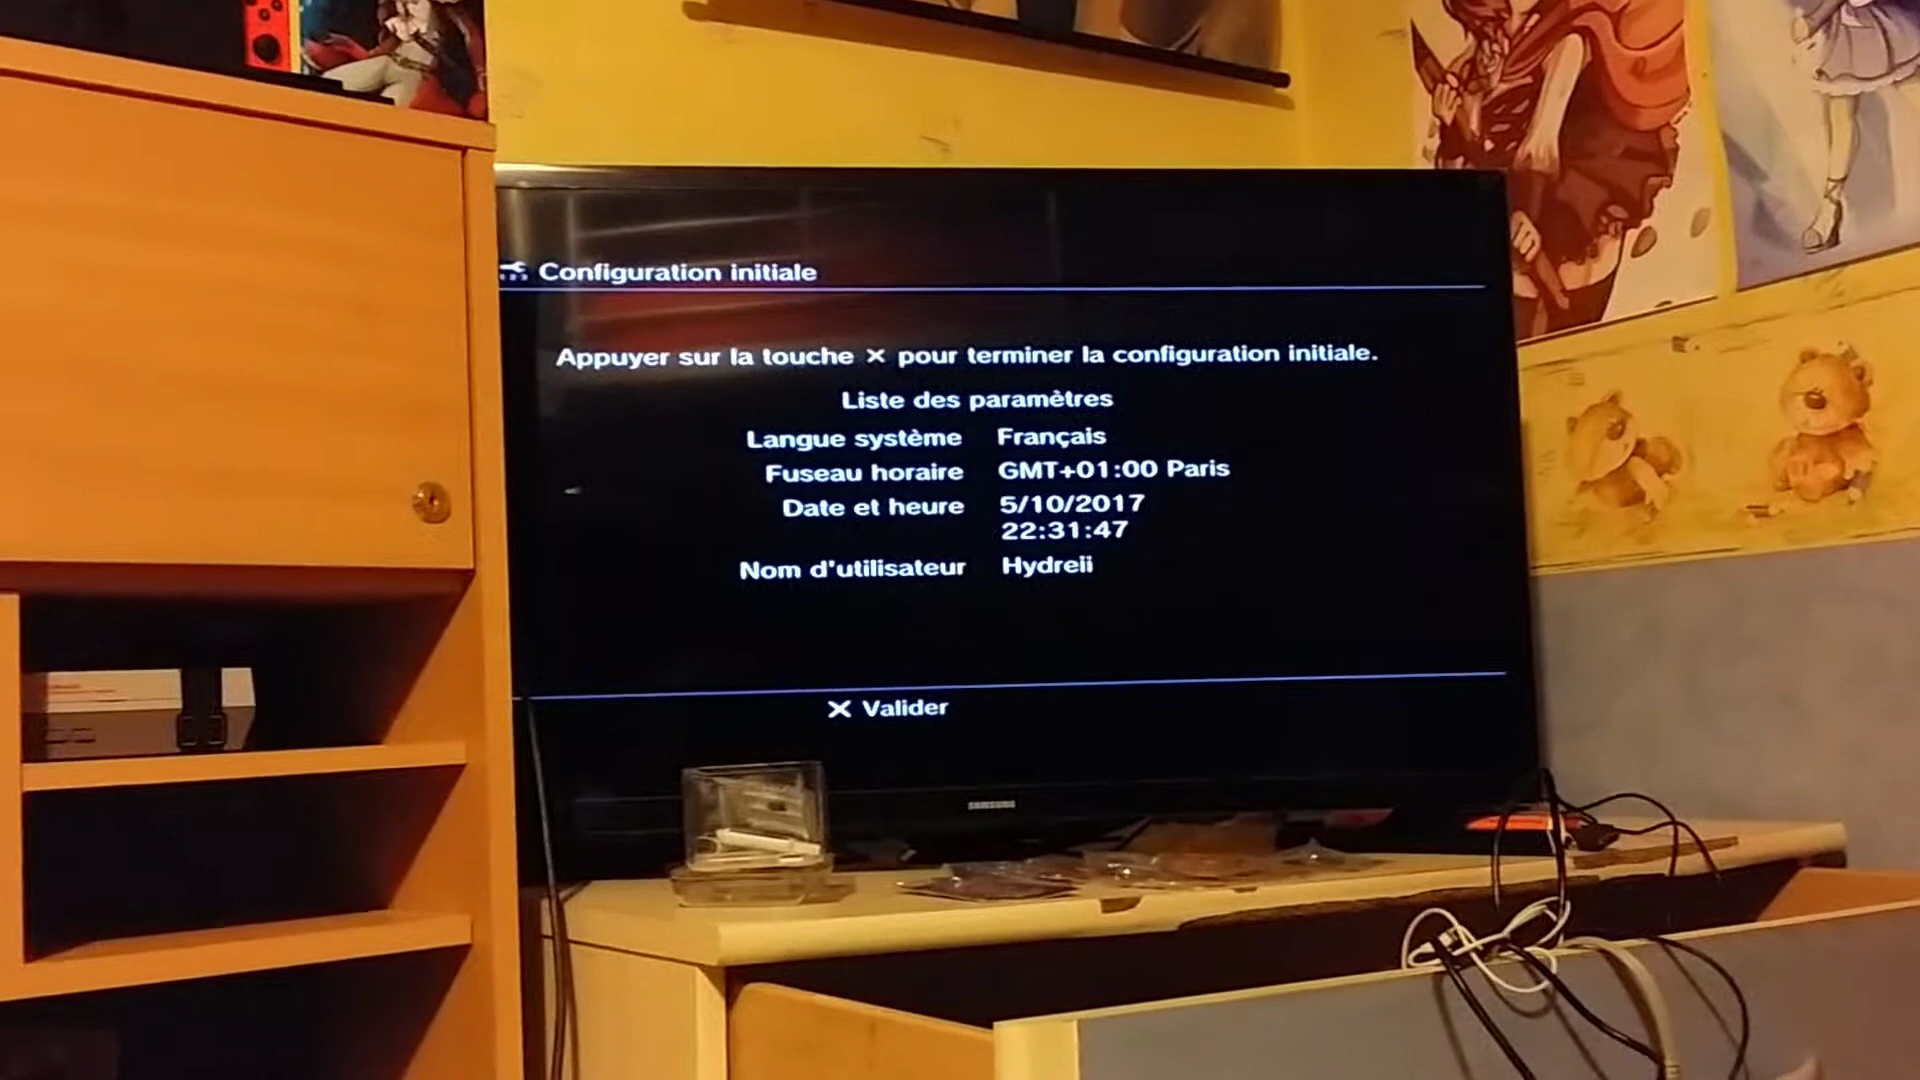 Configuration initiale
Appuyer sur la touche ✕ pour terminer la configuration initiale.
Liste des paramètres
Langue système Français
Fuseau horaire GMT+01:00 Paris
Date et heure 5/10/2017
22:31:47
Nom d'utilisateur Hydreii
✕ Valider
SAMSUNG